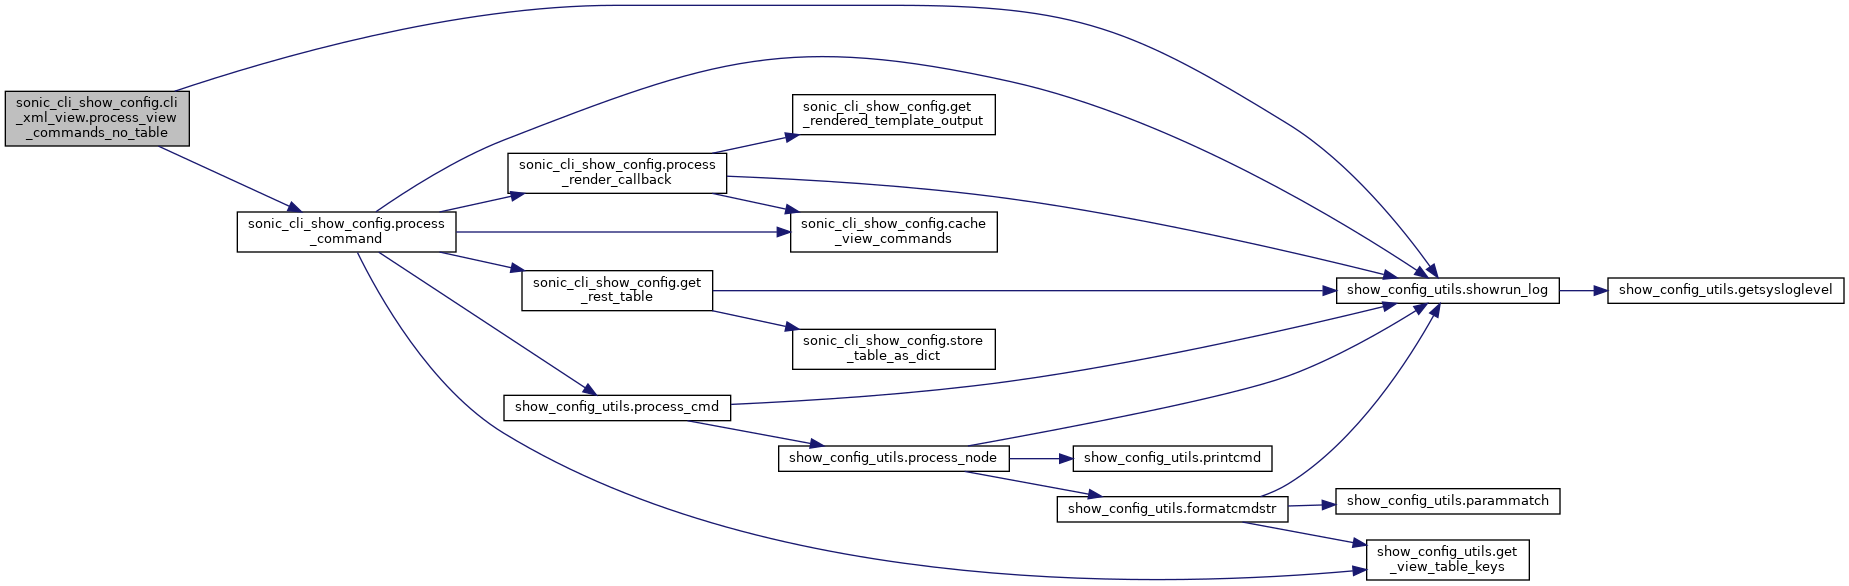 sonic_cli_show_config.cli
_xml_view.process_view
_commands_no_table
sonic_cli_show_config.process
_command
sonic_cli_show_config.process
_render_callback
sonic_cli_show_config.get
_rendered_template_output
sonic_cli_show_config.cache
_view_commands
sonic_cli_show_config.get
_rest_table
sonic_cli_show_config.store
_table_as_dict
show_config_utils.showrun_log
show_config_utils.getsysloglevel
show_config_utils.process_cmd
show_config_utils.process_node
show_config_utils.printcmd
show_config_utils.formatcmdstr
show_config_utils.parammatch
show_config_utils.get
_view_table_keys